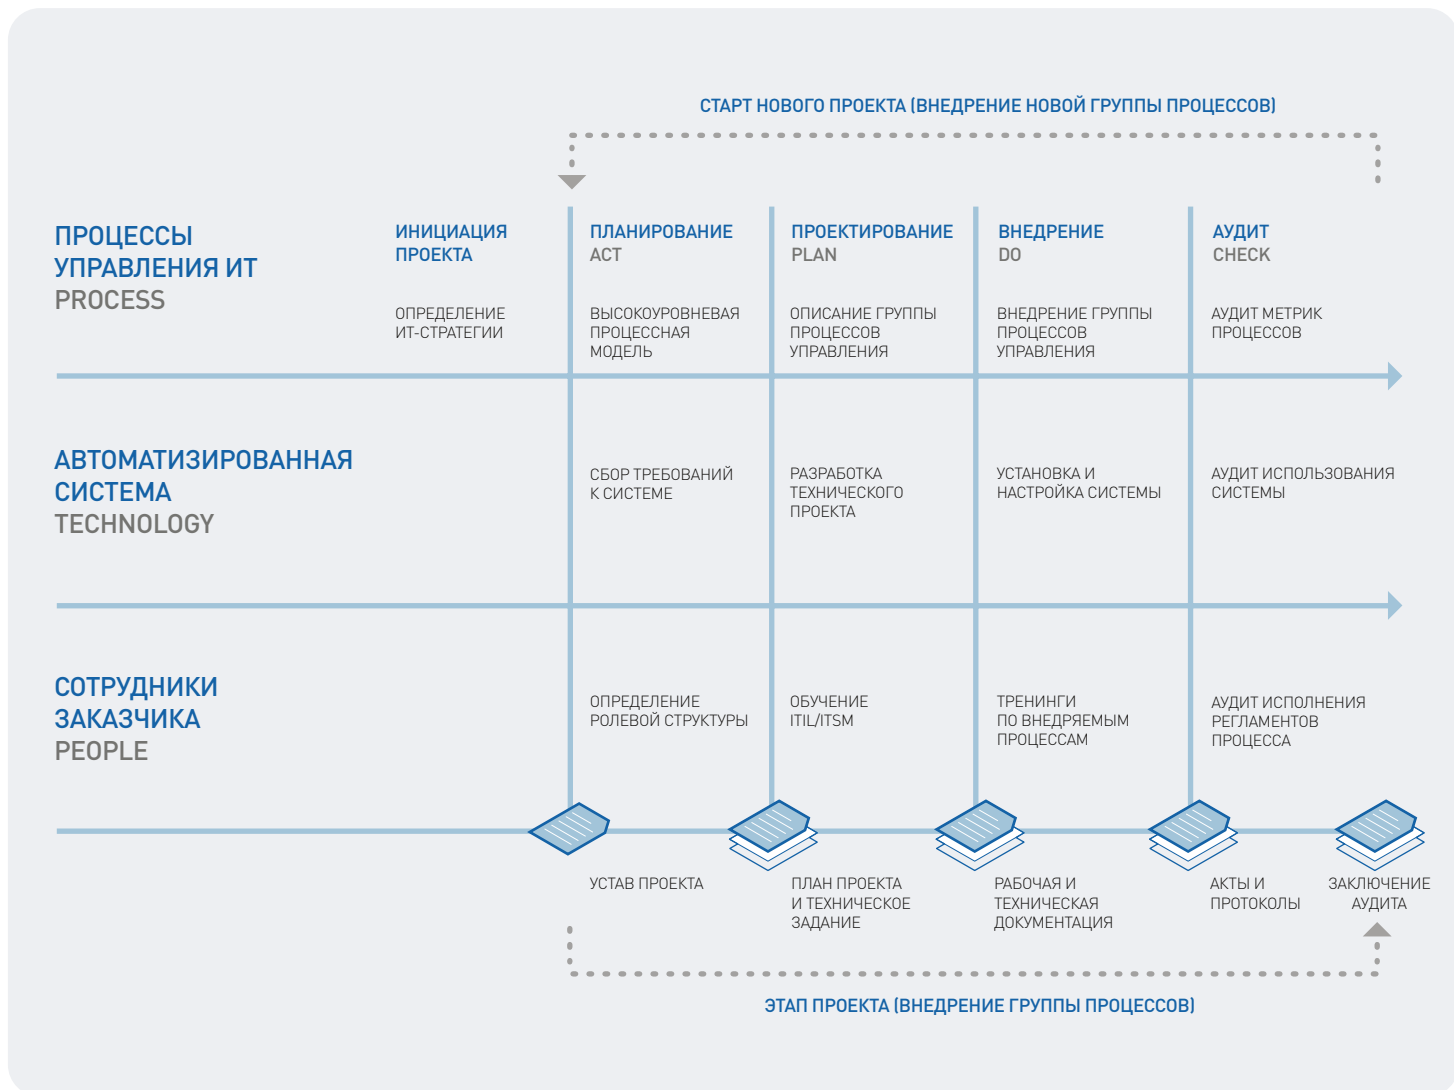 СТАРТ НОВОГО ПРОЕКТА (ВНЕДРЕНИЕ НОВОЙ ГРУППЫ ПРОЦЕССОВ)
ПРОЦЕССЫ
УПРАВЛЕНИЯ ИТ
PROCESS
ИНИЦИАЦИЯ
ПРОЕКТА
ОПРЕДЕЛЕНИЕ
ИТ-СТРАТЕГИИ
ПЛАНИРОВАНИЕ
ACT
ВЫСОКОУРОВНЕВАЯ
ПРОЦЕССНАЯ
МОДЕЛЬ
ПРОЕКТИРОВАНИЕ
PLAN
ОПИСАНИЕ ГРУППЫ
ПРОЦЕССОВ
УПРАВЛЕНИЯ
ВНЕДРЕНИЕ
DO
ВНЕДРЕНИЕ ГРУППЫ
ПРОЦЕССОВ
УПРАВЛЕНИЯ
АУДИТ
CHECK
АУДИТ МЕТРИК
ПРОЦЕССОВ
АВТОМАТИЗИРОВАННАЯ
СИСТЕМА
TECHNOLOGY
СБОР ТРЕБОВАНИЙ
К СИСТЕМЕ
РАЗРАБОТКА
ТЕХНИЧЕСКОГО
ПРОЕКТА
УСТАНОВКА И
НАСТРОЙКА СИСТЕМЫ
АУДИТ ИСПОЛЬЗОВАНИЯ
СИСТЕМЫ
СОТРУДНИКИ
ЗАКАЗЧИКА
PEOPLE
ОПРЕДЕЛЕНИЕ
РОЛЕВОЙ СТРУКТУРЫ
ОБУЧЕНИЕ
ITIL/ITSM
ТРЕНИНГИ
ПО ВНЕДРЯЕМЫМ
ПРОЦЕССАМ
АУДИТ ИСПОЛНЕНИЯ
РЕГЛАМЕНТОВ
ПРОЦЕССА
УСТАВ ПРОЕКТА
ПЛАН ПРОЕКТА
И ТЕХНИЧЕСКОЕ
ЗАДАНИЕ
РАБОЧАЯ И
ТЕХНИЧЕСКАЯ
ДОКУМЕНТАЦИЯ
АКТЫ И
ПРОТОКОЛЫ
ЗАКЛЮЧЕНИЕ
АУДИТА
ЭТАП ПРОЕКТА (ВНЕДРЕНИЕ ГРУППЫ ПРОЦЕССОВ)